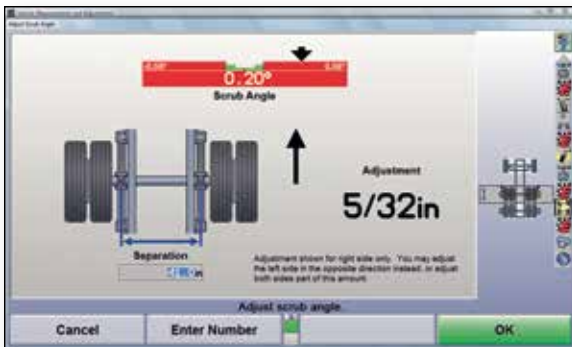 Adjust Scrub Angle
0.20°
Scrub Angle
Adjustment
5/32in
Separation
in
Adjustment shown for right side only. You may adjust
the left side in the opposite direction instead, or adjust
both sides part of this amount.
Adjust scrub angle.
Cancel
Enter Number
OK